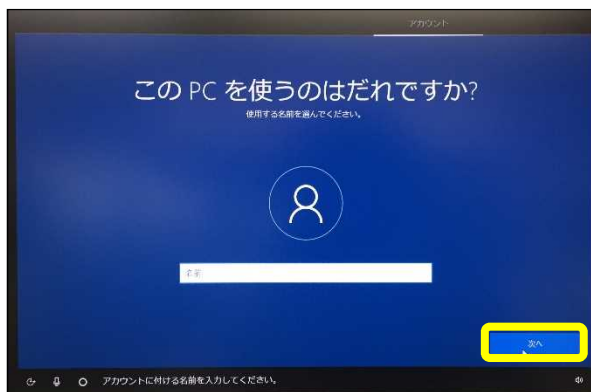 アカウント
この PC を使うのはだれですか?
使用する名前を選んでください。
名前
次へ
アカウントに付ける名前を入力してください。